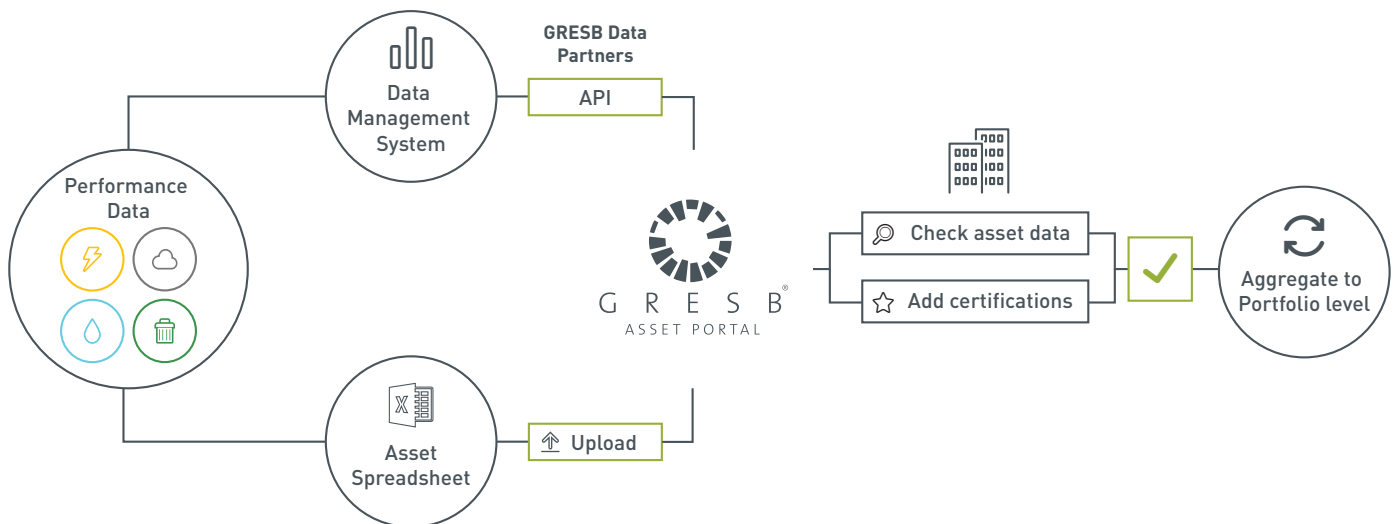 Performance
Data
Data
Management
System
GRESB Data
Partners
API
X
Asset
Spreadsheet
Upload
G R E S B®
ASSET PORTAL
Check asset data
Add certifications
Aggregate to
Portfolio level